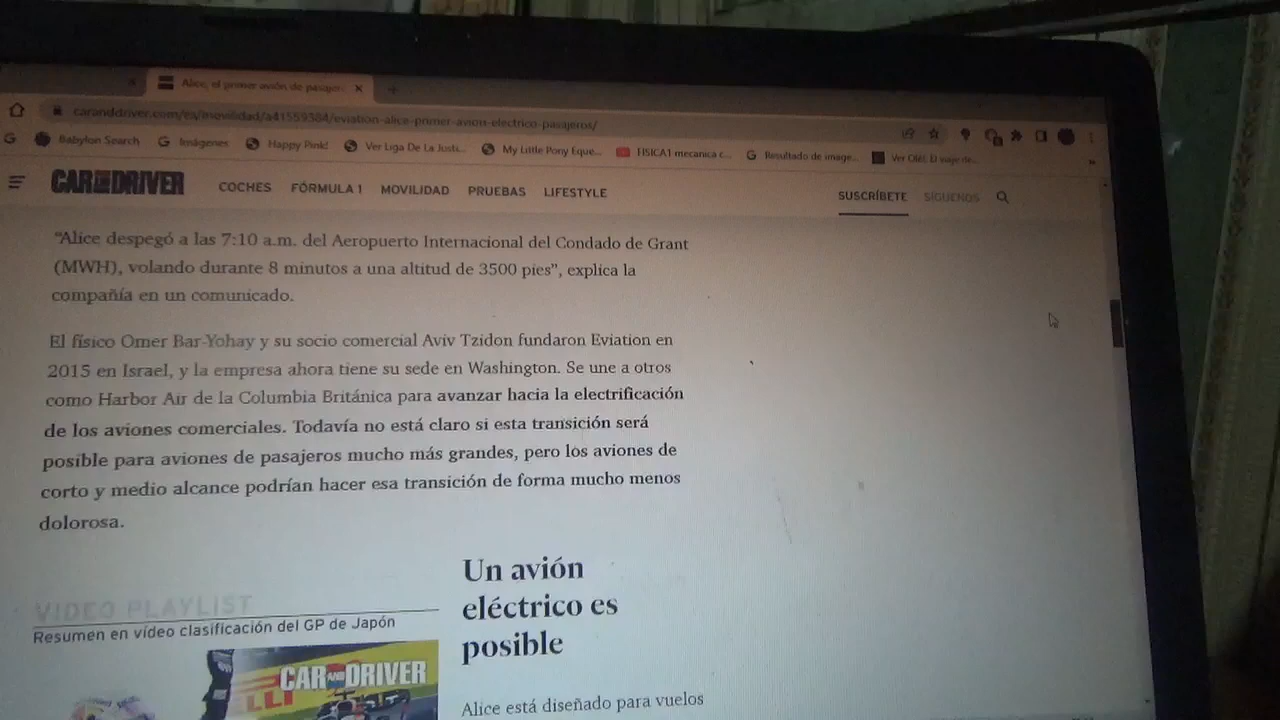 Alice, el primer avión de pasajer
caranddriver.com/es/movilidad/a41559384/eviation-alice-primer-avion-electrico-pasajeros/
Babylon Search Imágenes Happy Pink! Ver Liga De La Justi... My Little Pony Eque... FISICA1 mecanica c... Resultado de image... Ver Olé!, El viaje de...
CAR AND DRIVER COCHES FÓRMULA 1 MOVILIDAD PRUEBAS LIFESTYLE SUSCRÍBETE SÍGUENOS
“Alice despegó a las 7:10 a.m. del Aeropuerto Internacional del Condado de Grant
(MWH), volando durante 8 minutos a una altitud de 3500 pies”, explica la
compañía en un comunicado.
El físico Omer Bar-Yohay y su socio comercial Aviv Tzidon fundaron Eviation en
2015 en Israel, y la empresa ahora tiene su sede en Washington. Se une a otros
como Harbor Air de la Columbia Británica para avanzar hacia la electrificación
de los aviones comerciales. Todavía no está claro si esta transición será
posible para aviones de pasajeros mucho más grandes, pero los aviones de
corto y medio alcance podrían hacer esa transición de forma mucho menos
dolorosa.
VIDEO PLAYLIST
Resumen en vídeo clasificación del GP de Japón
CAR AND DRIVER
Un avión
eléctrico es
posible
Alice está diseñado para vuelos